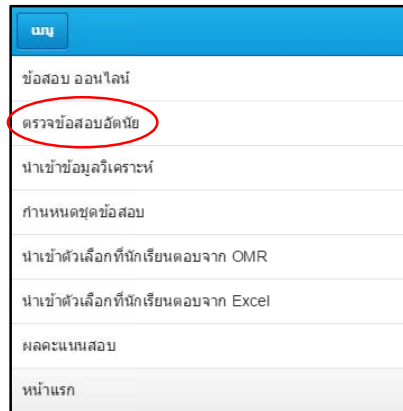 เมนู
ข้อสอบ ออนไลน์
ตรวจข้อสอบอัตนัย
นำเข้าข้อมูลวิเคราะห์
กำหนดชุดข้อสอบ
นำเข้าตัวเลือกที่นักเรียนตอบจาก OMR
นำเข้าตัวเลือกที่นักเรียนตอบจาก Excel
ผลคะแนนสอบ
หน้าแรก